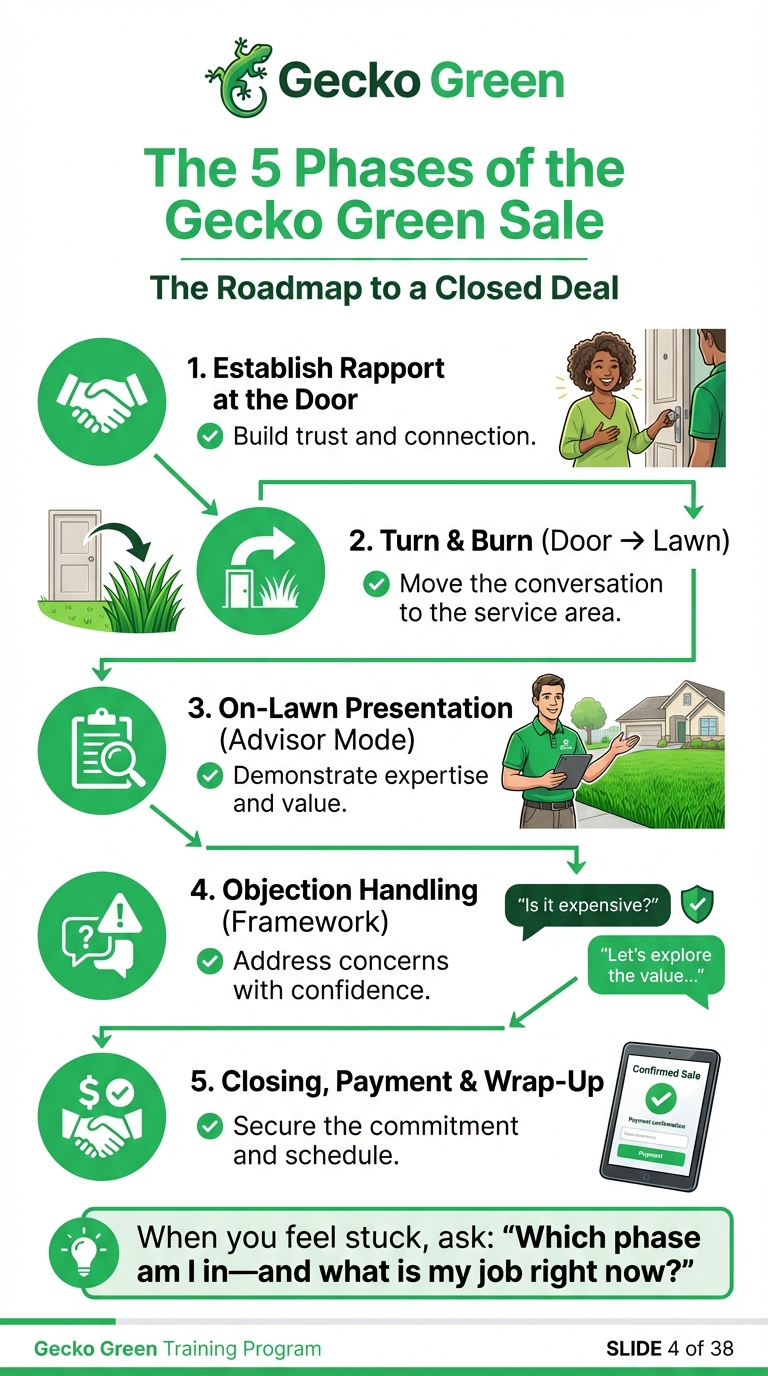 Gecko Green
The 5 Phases of the
Gecko Green Sale
The Roadmap to a Closed Deal
1. Establish Rapport
at the Door
Build trust and connection.
2. Turn & Burn (Door → Lawn)
Move the conversation
to the service area.
3. On-Lawn Presentation
(Advisor Mode)
Demonstrate expertise
and value.
4. Objection Handling
(Framework)
Address concerns
with confidence.
"Is it expensive?"
?
!
"Let's explore
the value..."
5. Closing, Payment & Wrap-Up
Secure the commitment
and schedule.
$
Confirmed Sale
Payment confirmation
Payment
When you feel stuck, ask: "Which phase
am I in—and what is my job right now?"
Gecko Green Training Program
SLIDE 4 of 38